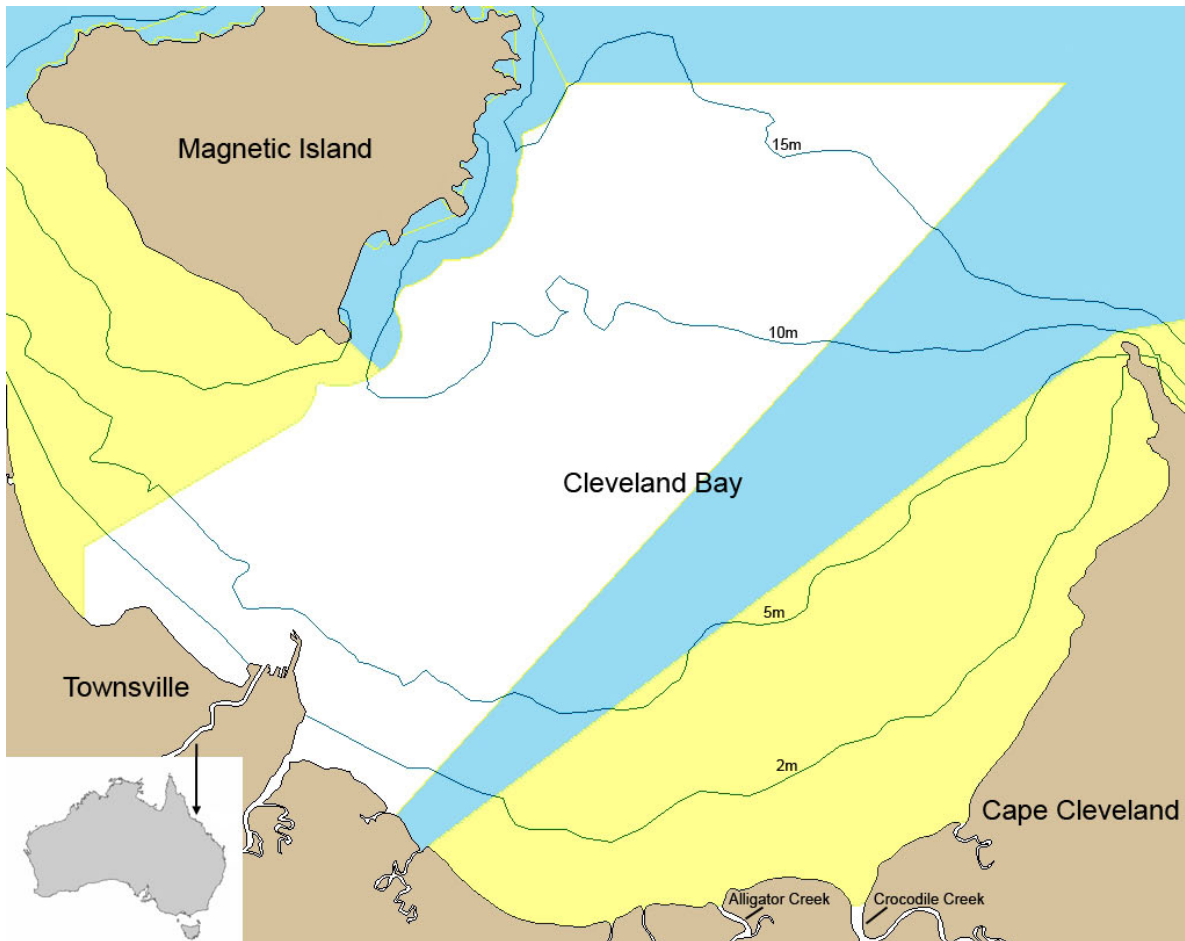 Magnetic Island
15m
10m
Cleveland Bay
5m
Townsville
2m
Cape Cleveland
Alligator Creek
Crocodile Creek